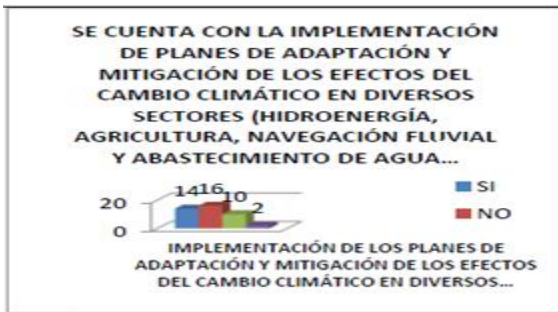 SE CUENTA CON LA IMPLEMENTACIÓN
DE PLANES DE ADAPTACIÓN Y
MITIGACIÓN DE LOS EFECTOS DEL
CAMBIO CLIMÁTICO EN DIVERSOS
SECTORES (HIDROENERGÍA,
AGRICULTURA, NAVEGACIÓN FLUVIAL
Y ABASTECIMIENTO DE AGUA...
14 16 10 2
20
0
SI
NO
IMPLEMENTACIÓN DE LOS PLANES DE
ADAPTACIÓN Y MITIGACIÓN DE LOS EFECTOS
DEL CAMBIO CLIMÁTICO EN DIVERSOS...